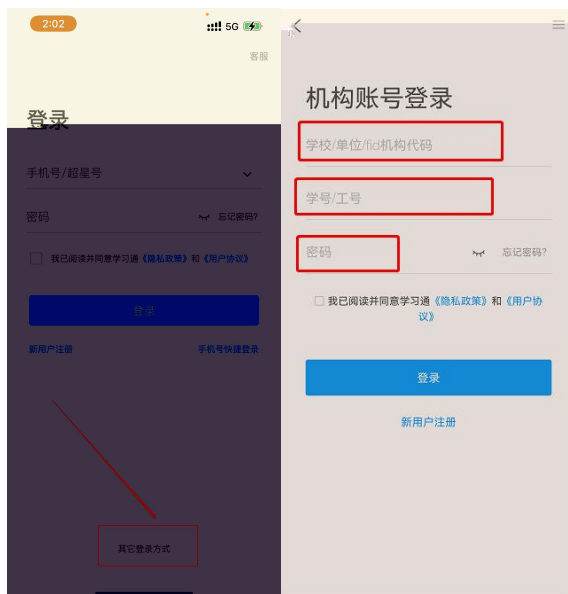 2:02
5G
客服
登录
手机号/超星号
密码
忘记密码?
我已阅读并同意学习通《隐私政策》和《用户协议》
登录
新用户注册
手机号快捷登录
其它登录方式
机构账号登录
学校/单位/fid机构代码
学号/工号
密码
忘记密码?
我已阅读并同意学习通《隐私政策》和《用户协
议》
登录
新用户注册